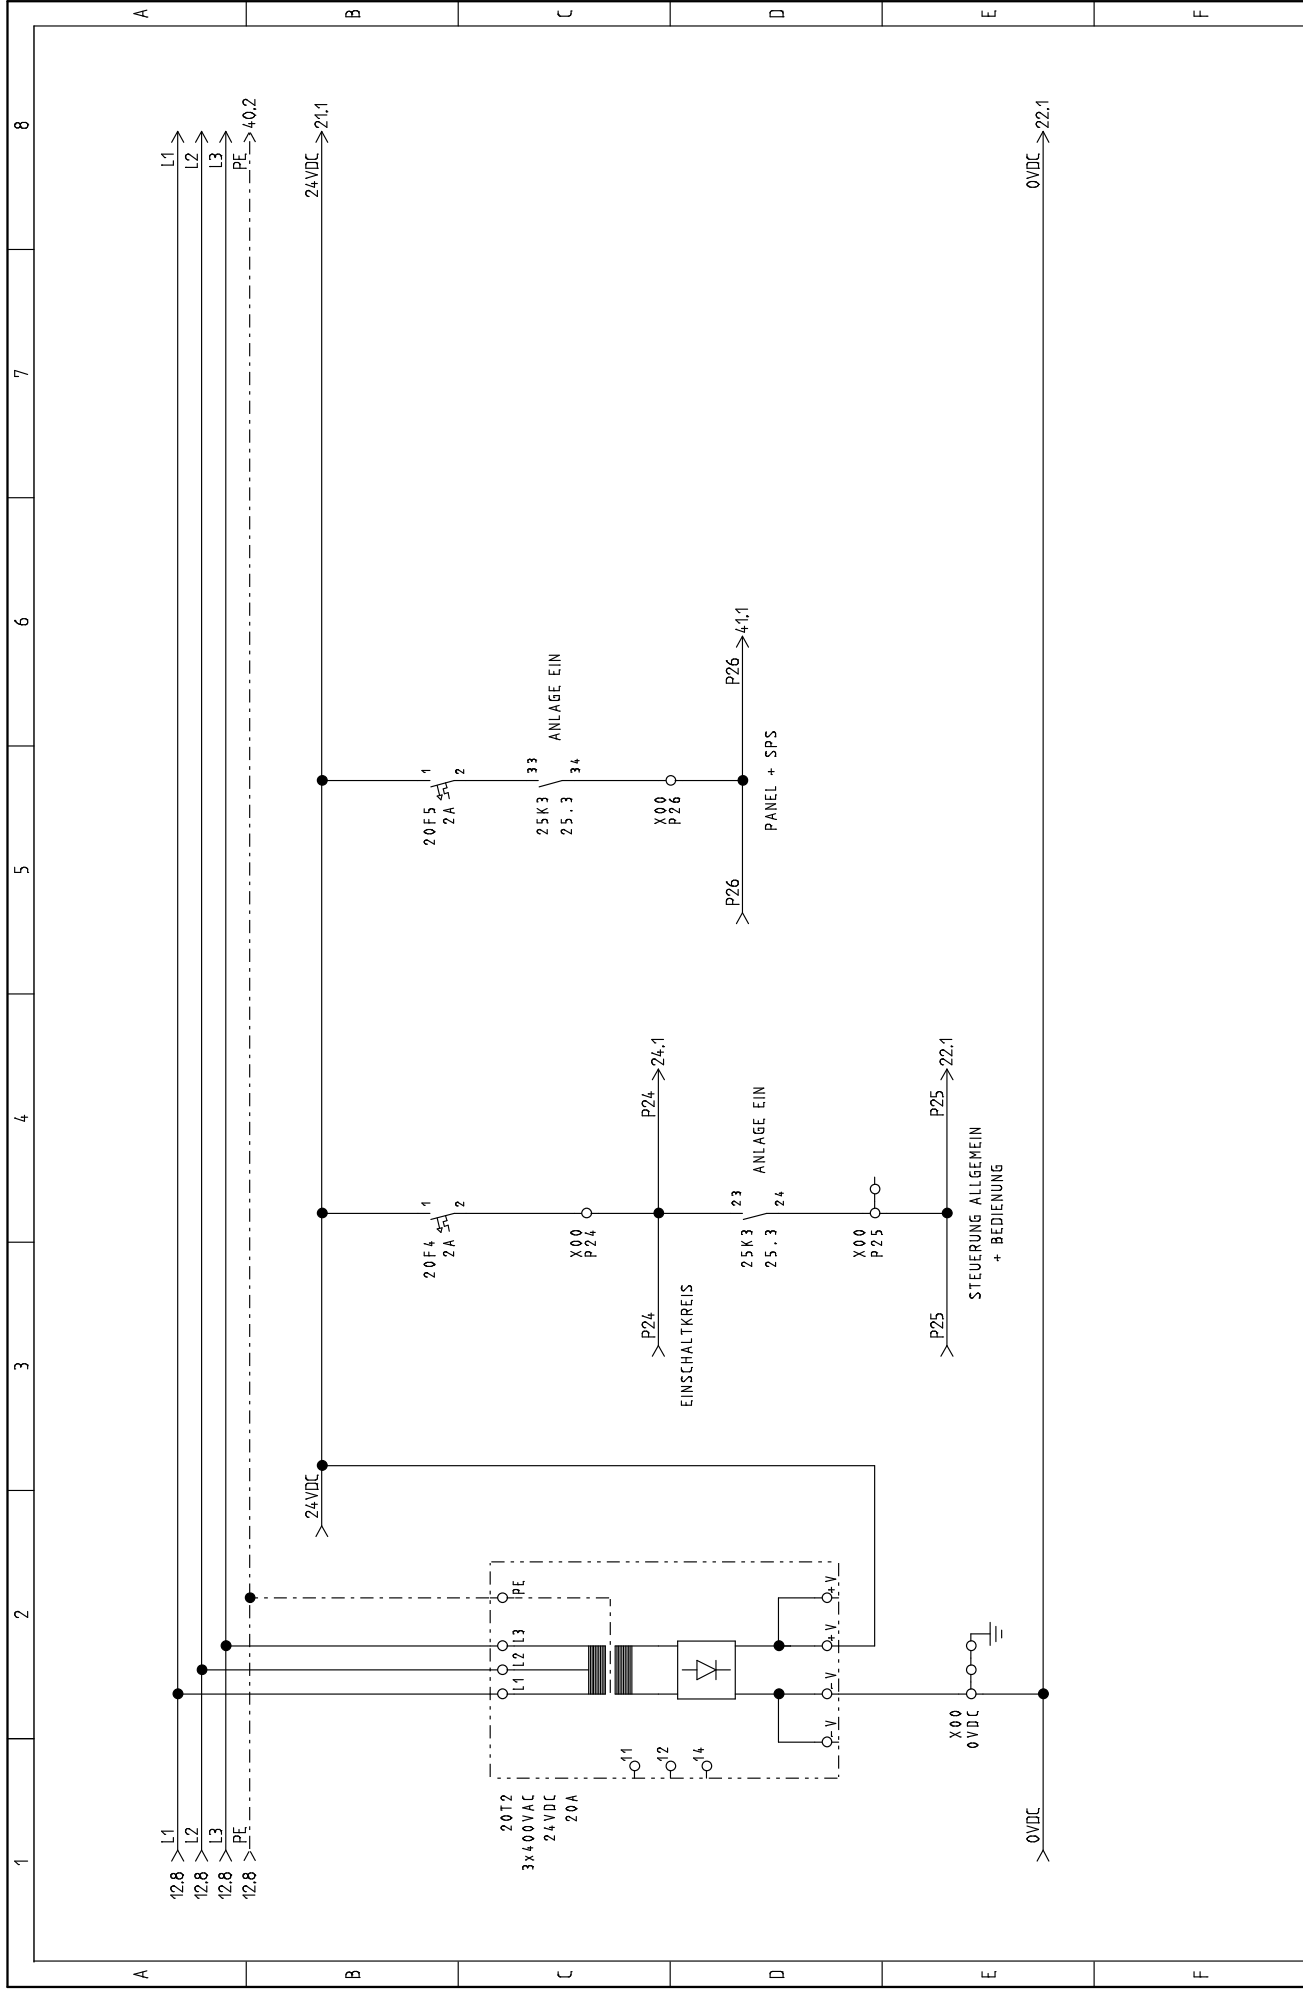 1 2 3 4 5 6 7 8
A
A
12.8 L1
L1
12.8 L2
L2
12.8 L3
L3
12.8 PE
PE 40.2
B
B
24VDC
24VDC 21.1
20F4
2A
1
2
20F5
2A
1
2
C
C
20T2
3x400VAC
24VDC
20A
L1 L2 L3 PE
11
12
14
X00
P24
P24
P24 24.1
EINSCHALTKREIS
25K3
25.3
33
34
ANLAGE EIN
X00
P26
D
D
P26
P26 41.1
PANEL + SPS
25K3
25.3
23
24
ANLAGE EIN
-V -V +V +V
X00
P25
E
E
P25
P25 22.1
STEUERUNG ALLGEMEIN
+ BEDIENUNG
X00
0VDC
0VDC
0VDC 22.1
F
F